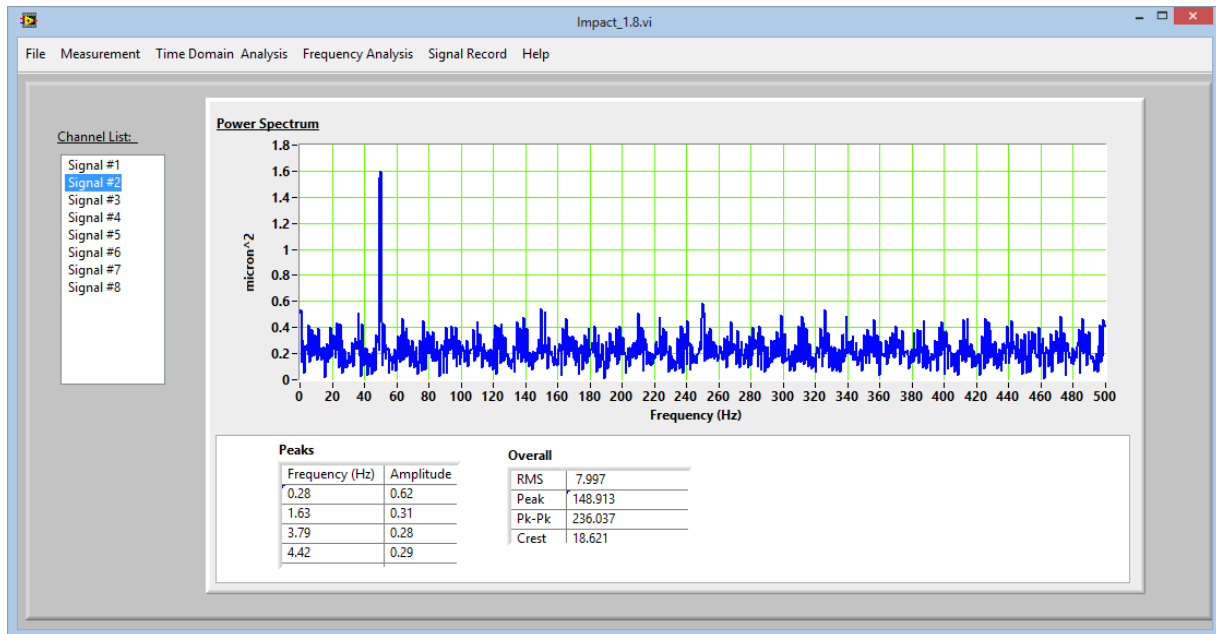 Impact_1.8.vi
File Measurement Time Domain Analysis Frequency Analysis Signal Record Help
Channel List:
Signal #1
Signal #2
Signal #3
Signal #4
Signal #5
Signal #6
Signal #7
Signal #8
Power Spectrum
micron^2
1.8
1.6
1.4
1.2
1
0.8
0.6
0.4
0.2
0
0 20 40 60 80 100 120 140 160 180 200 220 240 260 280 300 320 340 360 380 400 420 440 460 480 500
Frequency (Hz)
Peaks
Frequency (Hz) Amplitude
0.28 0.62
1.63 0.31
3.79 0.28
4.42 0.29
Overall
RMS 7.997
Peak 148.913
Pk-Pk 236.037
Crest 18.621